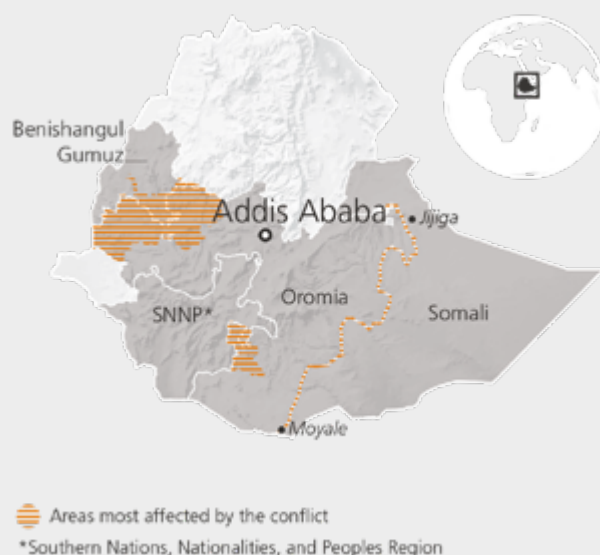 Benishangul
Gumuz
Addis Ababa
Jijiga
Oromia
SNNP*
Somali
Moyale
Areas most affected by the conflict
*Southern Nations, Nationalities, and Peoples Region